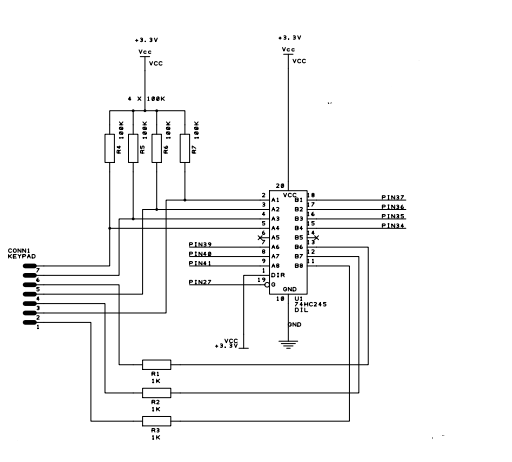 +3.3V
Vcc
VCC
+3.3V
Vcc
VCC
4 X 100K
100K
100K
100K
100K
R4
R5
R6
R7
20
VCC
2 A1 B1 18 PIN37
3 A2 B2 17 PIN36
4 A3 B3 16 PIN35
5 A4 B4 15 PIN34
6 A5 B5 14
PIN39 7 A6 B6 13
PIN40 8 A7 B7 12
PIN41 9 A8 B8 11
1 DIR
PIN27 19 G
GND
10
U1
74HC245
DIL
GND
CONN1
KEYPAD
7
6
5
4
3
2
1
VCC
+3.3V
R1
1K
R2
1K
R3
1K